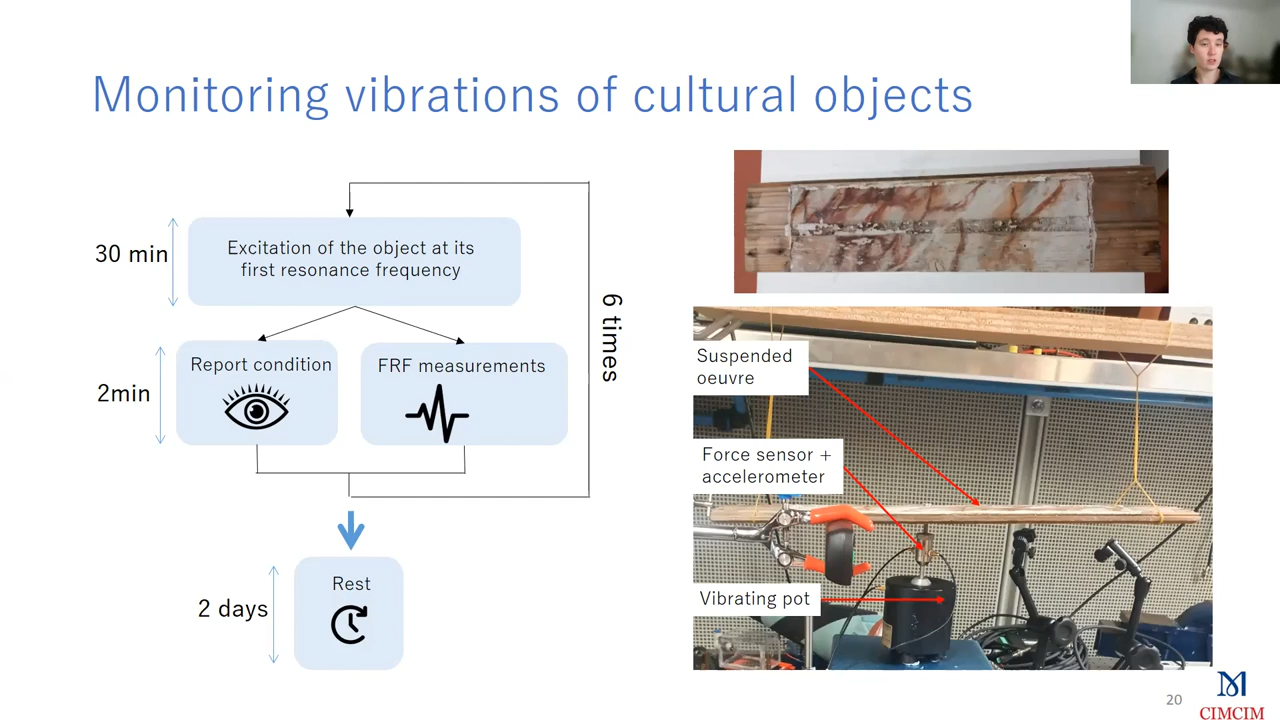 Monitoring vibrations of cultural objects
30 min
Excitation of the object at its
first resonance frequency
2min
Report condition
FRF measurements
6 times
2 days
Rest
Suspended
oeuvre
Force sensor +
accelerometer
Vibrating pot
20
CIMCIM